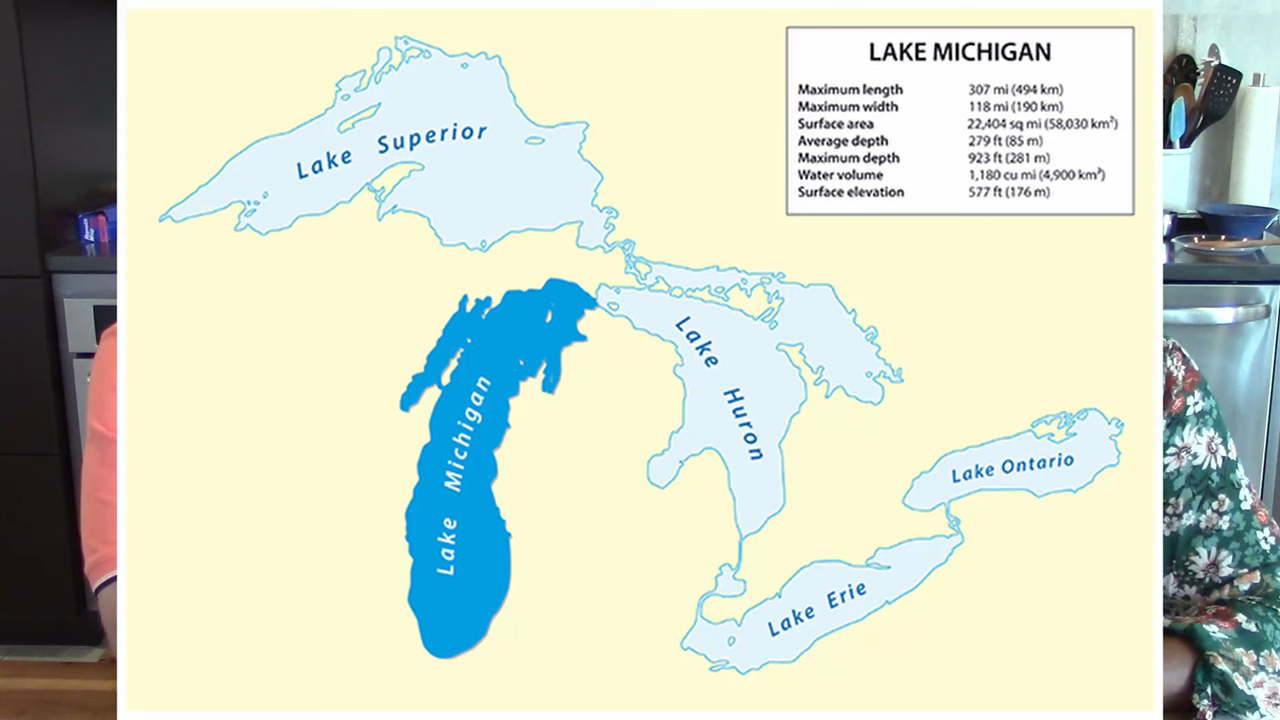 LAKE MICHIGAN
Maximum length 307 mi (494 km)
Maximum width 118 mi (190 km)
Surface area 22,404 sq mi (58,030 km²)
Average depth 279 ft (85 m)
Maximum depth 923 ft (281 m)
Water volume 1,180 cu mi (4,900 km³)
Surface elevation 577 ft (176 m)
Lake Superior
Lake Michigan
Lake Huron
Lake Ontario
Lake Erie